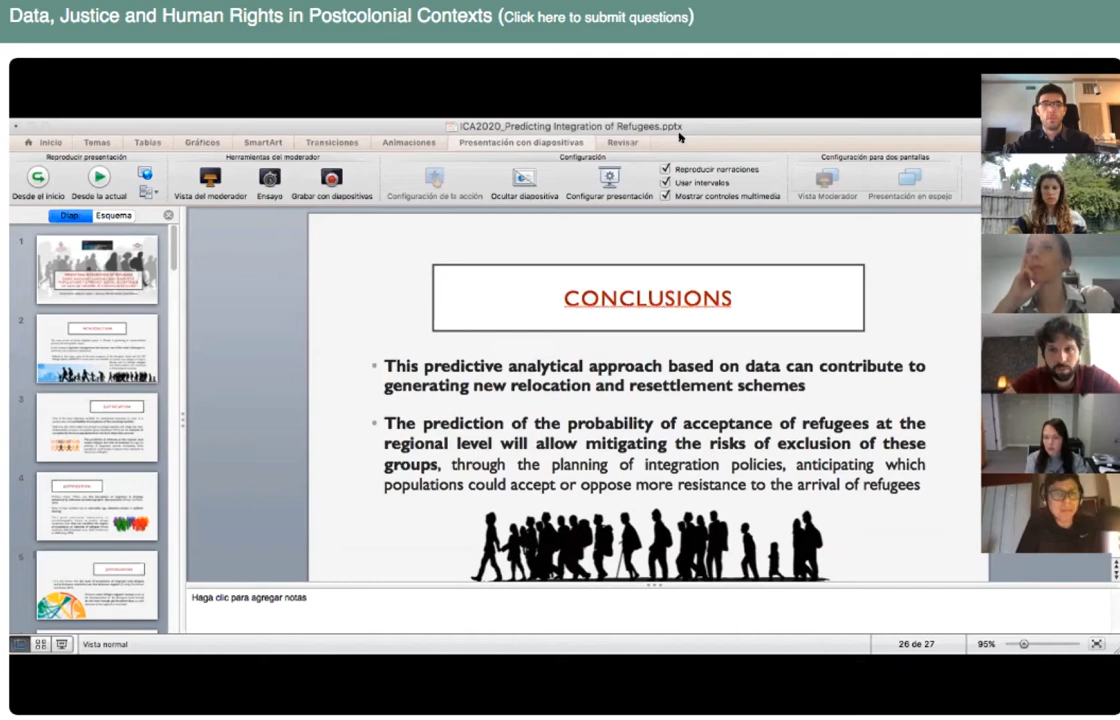 Data, Justice and Human Rights in Postcolonial Contexts (Click here to submit questions)
ICA2020_Predicting Integration of Refugees.pptx
Inicio Temas Tablas Gráficos SmartArt Transiciones Animaciones Presentación con diapositivas Revisar
Reproducir presentación Herramientas del moderador Configuración Configuración para dos pantallas
Reproducir narraciones
Usar intervalos
Mostrar controles multimedia
Desde el inicio Desde la actual Vista del moderador Ensayo Grabar con diapositivas Configuración de la acción Ocultar diapositiva Configurar presentación Vista Moderador Presentación en espejo
Diap. Esquema
1
2
3
4
5
CONCLUSIONS
• This predictive analytical approach based on data can contribute to
generating new relocation and resettlement schemes
• The prediction of the probability of acceptance of refugees at the
regional level will allow mitigating the risks of exclusion of these
groups, through the planning of integration policies, anticipating which
populations could accept or oppose more resistance to the arrival of refugees
Haga clic para agregar notas
Vista normal 26 de 27 95%